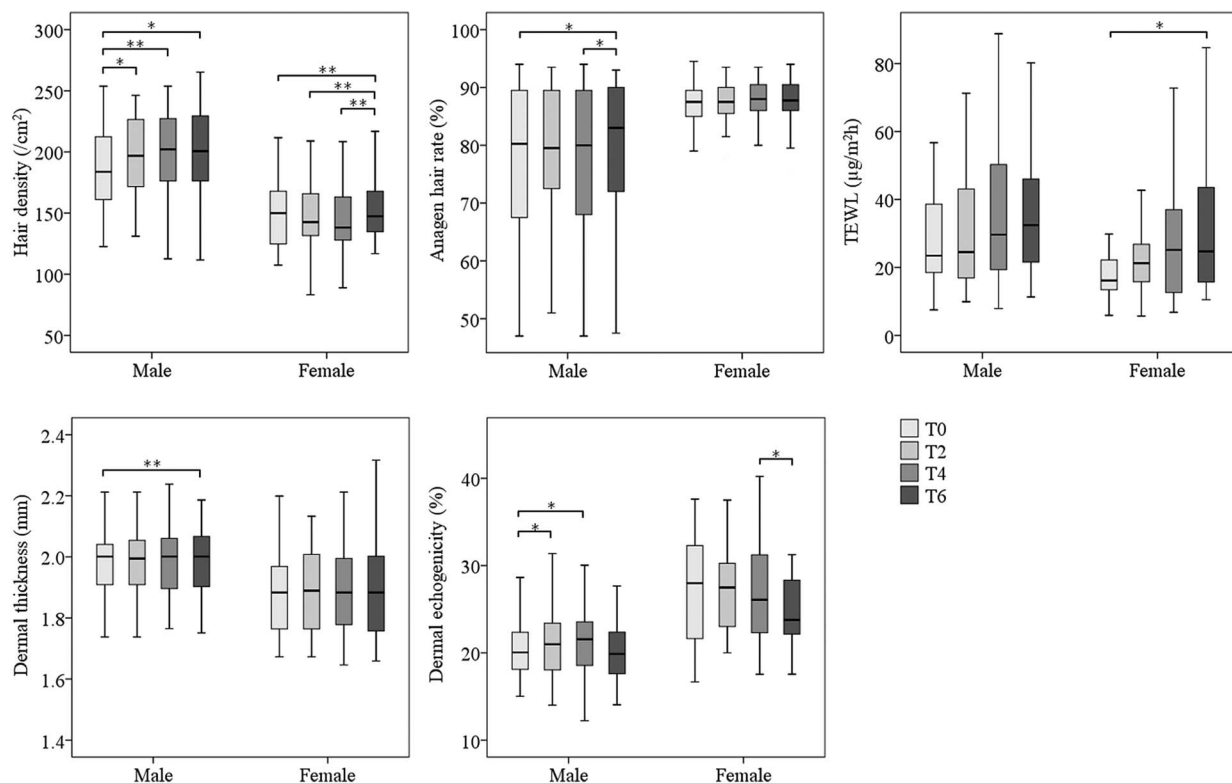 Hair density (/cm²)
300
250
200
150
100
50
*
**
*
**
**
**
Male Female
Anagen hair rate (%)
100
90
80
70
60
50
*
*
Male Female
TEWL (μg/m²h)
80
60
40
20
0
*
Male Female
Dermal thickness (mm)
2.4
2.2
2.0
1.8
1.6
1.4
**
Male Female
Dermal echogenicity (%)
40
30
20
10
*
*
*
Male Female
T0
T2
T4
T6